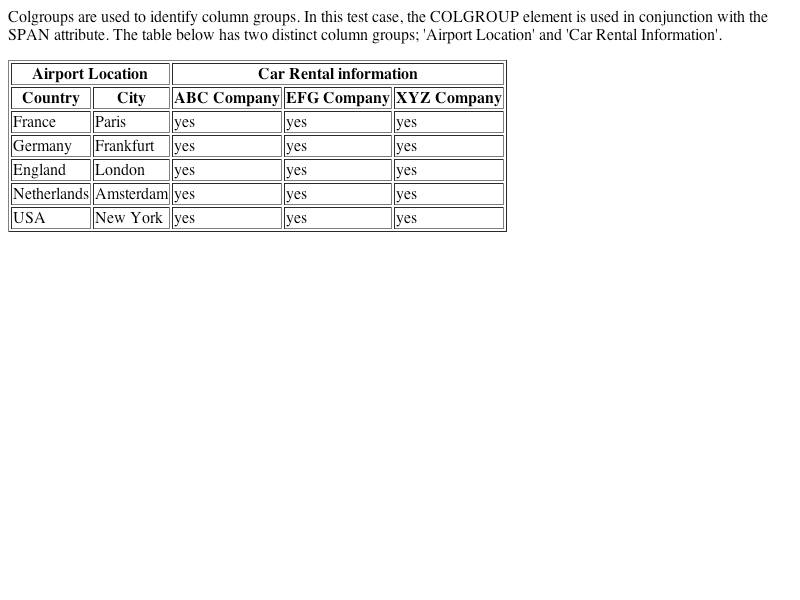 Colgroups are used to identify column groups. In this test case, the COLGROUP element is used in conjunction with the
SPAN attribute. The table below has two distinct column groups; 'Airport Location' and 'Car Rental Information'.
Airport Location Car Rental information
Country City ABC Company EFG Company XYZ Company
France Paris yes yes yes
Germany Frankfurt yes yes yes
England London yes yes yes
Netherlands Amsterdam yes yes yes
USA New York yes yes yes